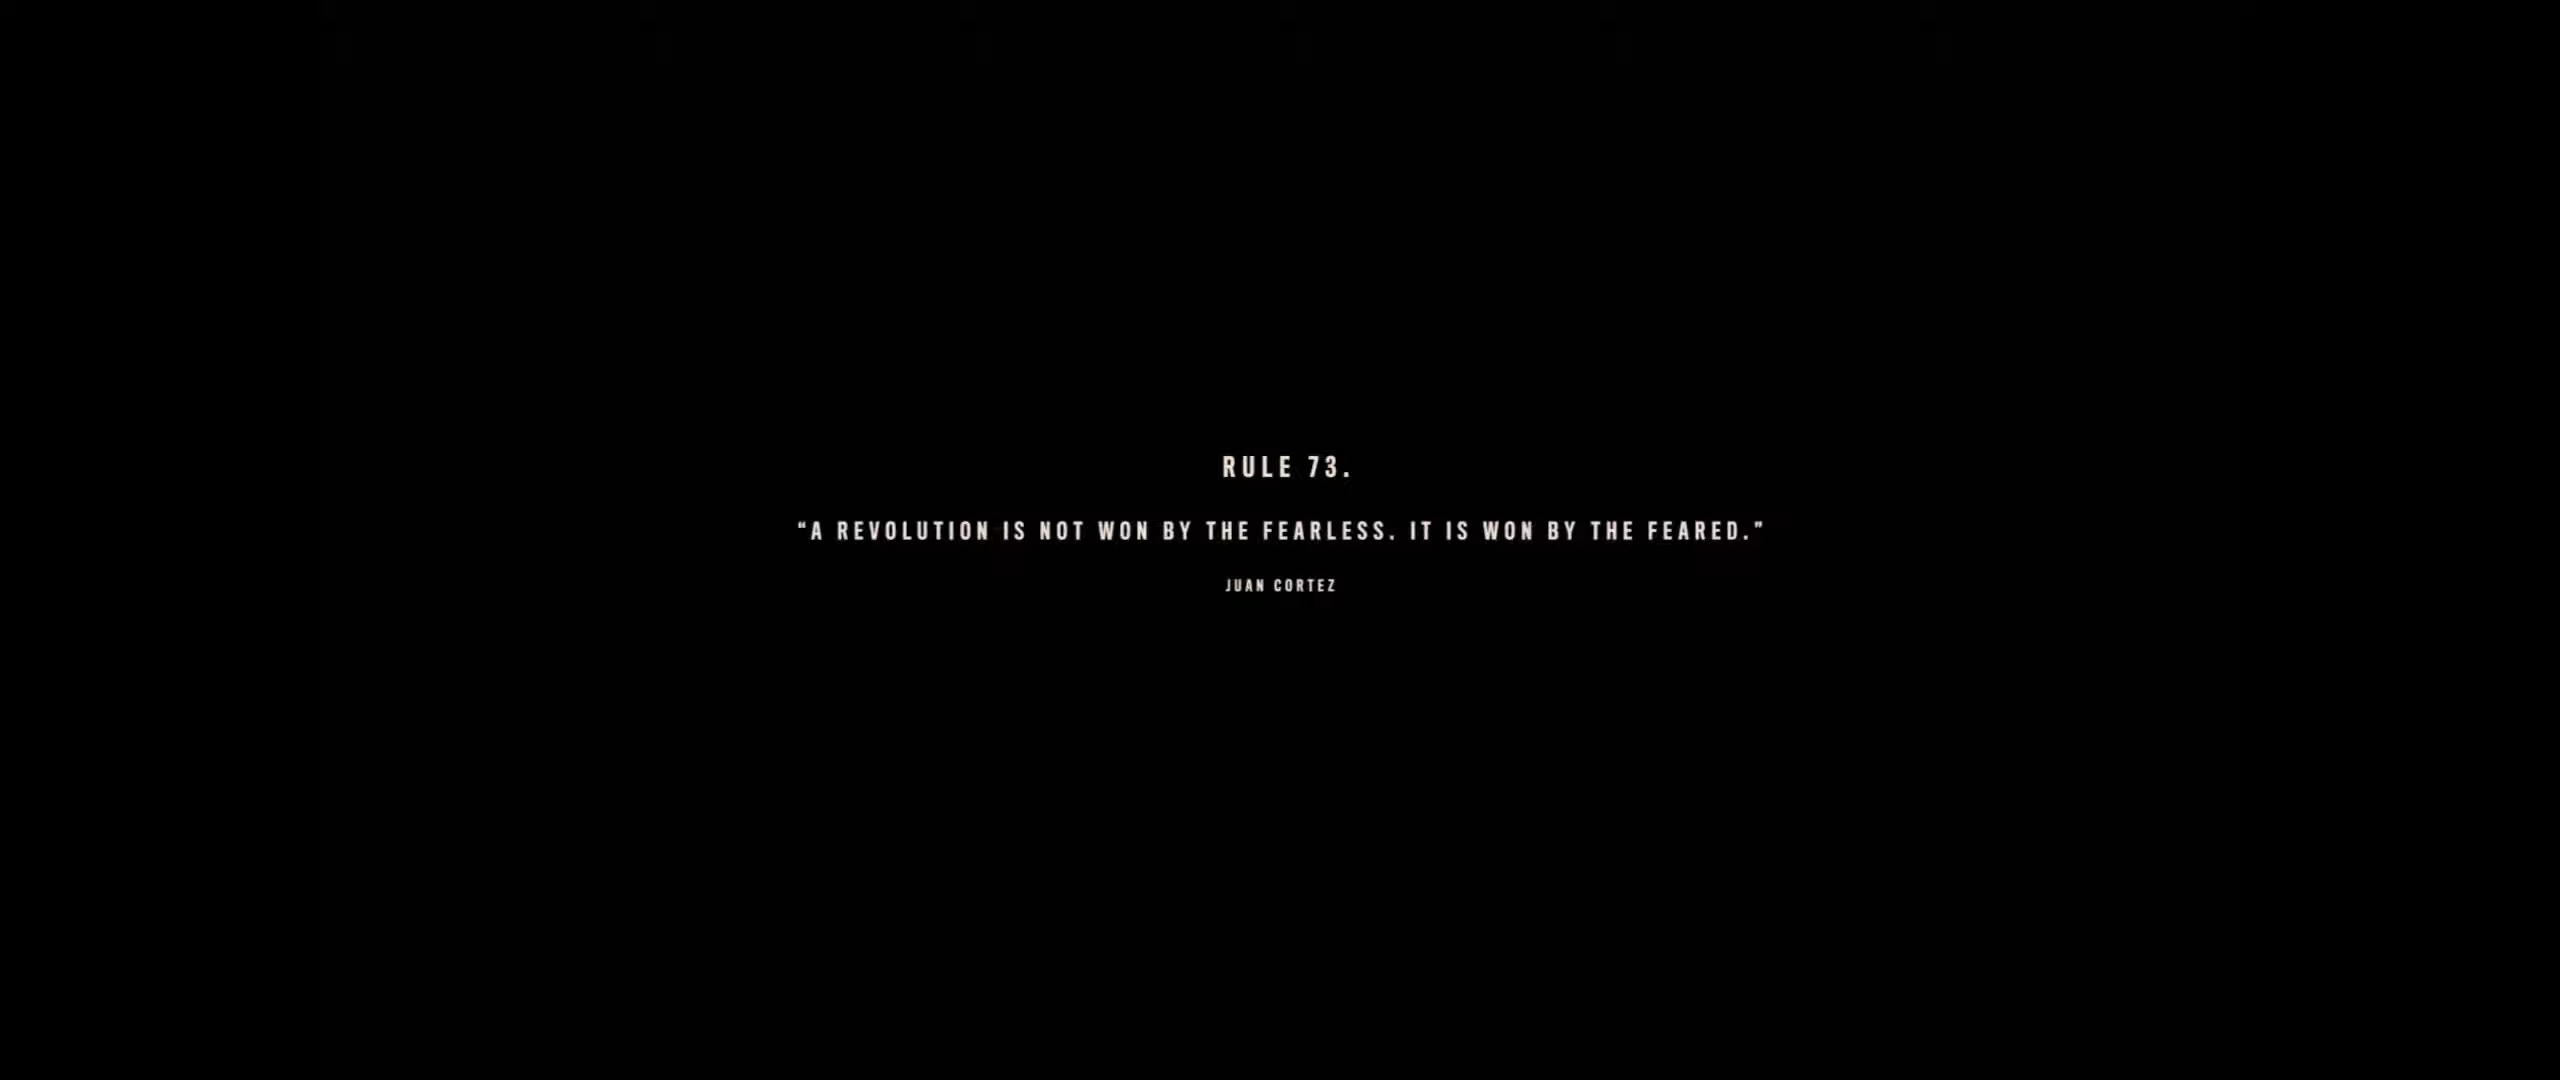 RULE 73.
“A REVOLUTION IS NOT WON BY THE FEARLESS. IT IS WON BY THE FEARED.”
JUAN CORTEZ